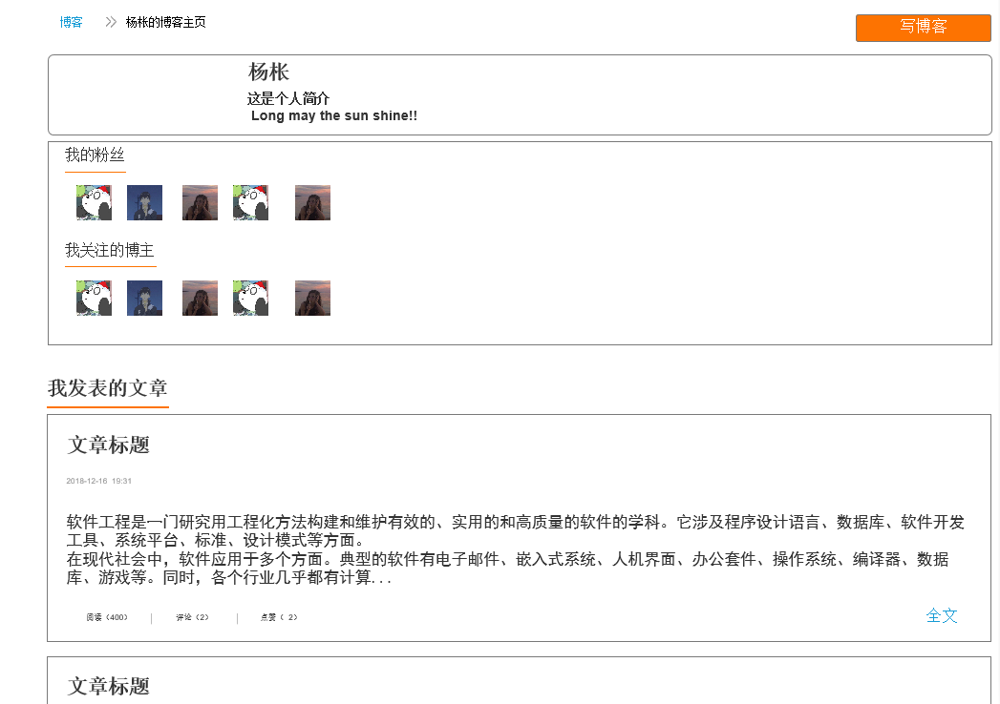 博客 >> 杨枨的博客主页
写博客
杨枨
这是个人简介
Long may the sun shine!!
我的粉丝
我关注的博主
我发表的文章
文章标题
2018-12-16 19:31
软件工程是一门研究用工程化方法构建和维护有效的、实用的和高质量的软件的学科。它涉及程序设计语言、数据库、软件开发
工具、系统平台、标准、设计模式等方面。
在现代社会中，软件应用于多个方面。典型的软件有电子邮件、嵌入式系统、人机界面、办公套件、操作系统、编译器、数据
库、游戏等。同时，各个行业几乎都有计算...
阅读（400） | 评论（2） | 点赞（ 2）
全文
文章标题